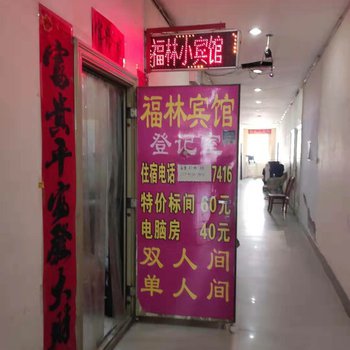 福林小宾馆
福林宾馆
登记室
住宿电话 7416
特价标间 60元
电脑房 40元
双人间
单人间